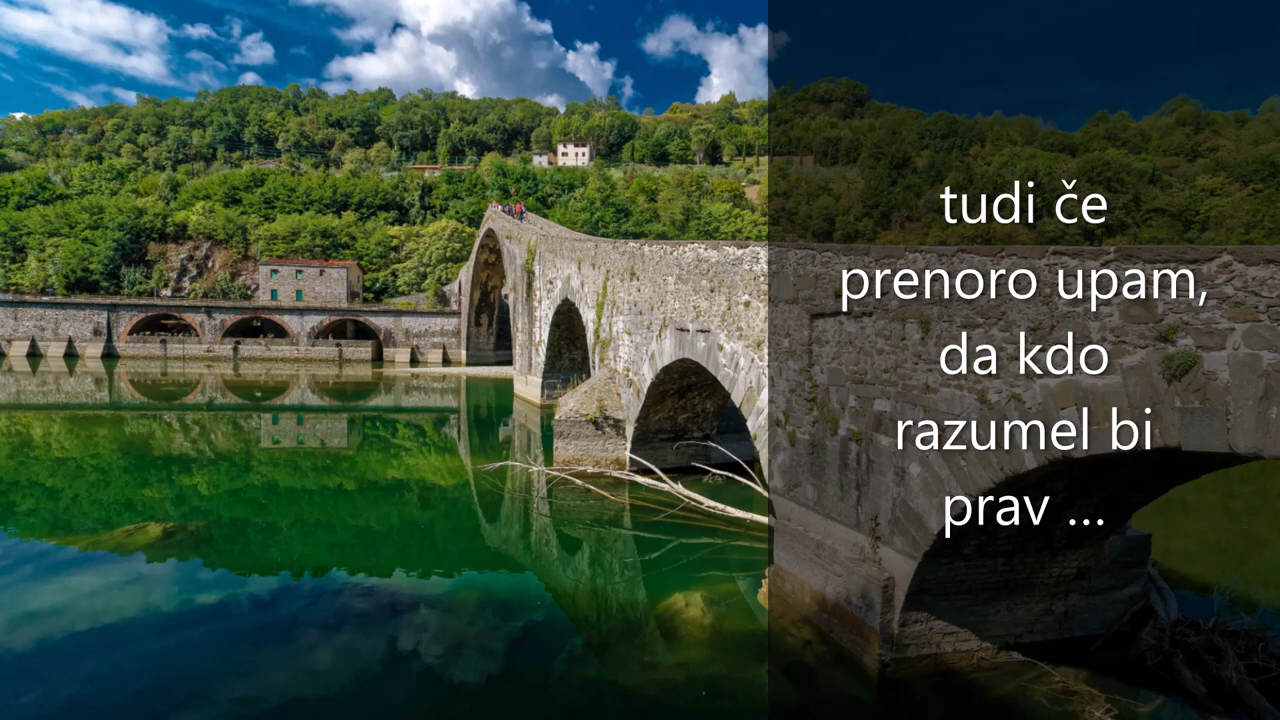 tudi če
prenoro upam,
da kdo
razumel bi
prav ...